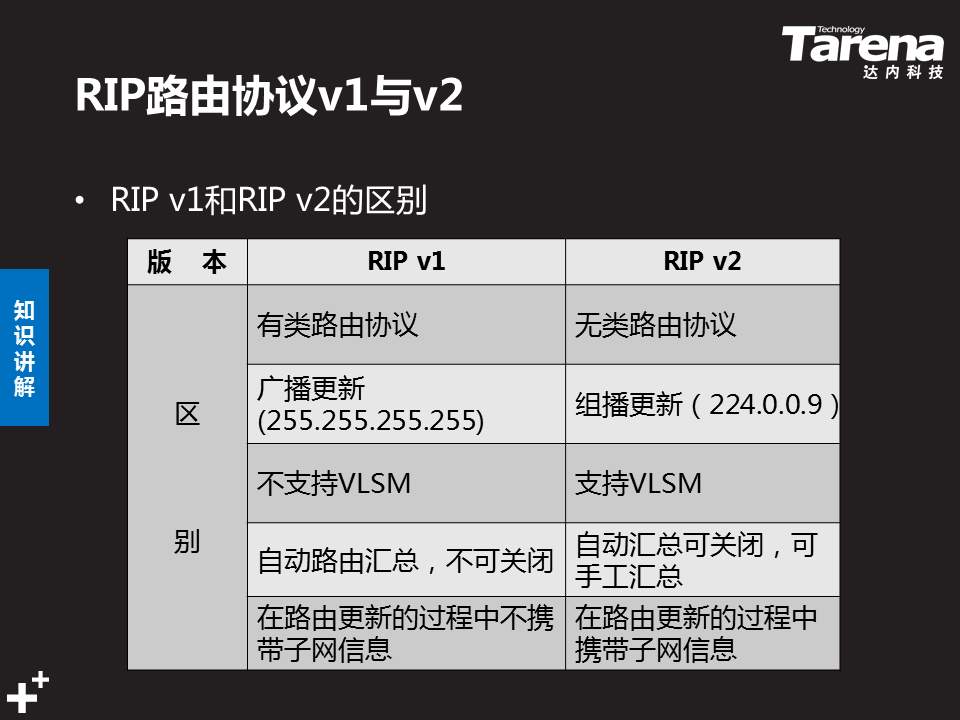 Technology
Tarena
达内科技
RIP路由协议v1与v2
• RIP v1和RIP v2的区别
版 本
RIP v1
RIP v2
区
别
有类路由协议
无类路由协议
广播更新
(255.255.255.255)
组播更新（224.0.0.9）
不支持VLSM
支持VLSM
自动路由汇总，不可关闭
自动汇总可关闭，可
手工汇总
在路由更新的过程中不携
带子网信息
在路由更新的过程中
携带子网信息
知
识
讲
解